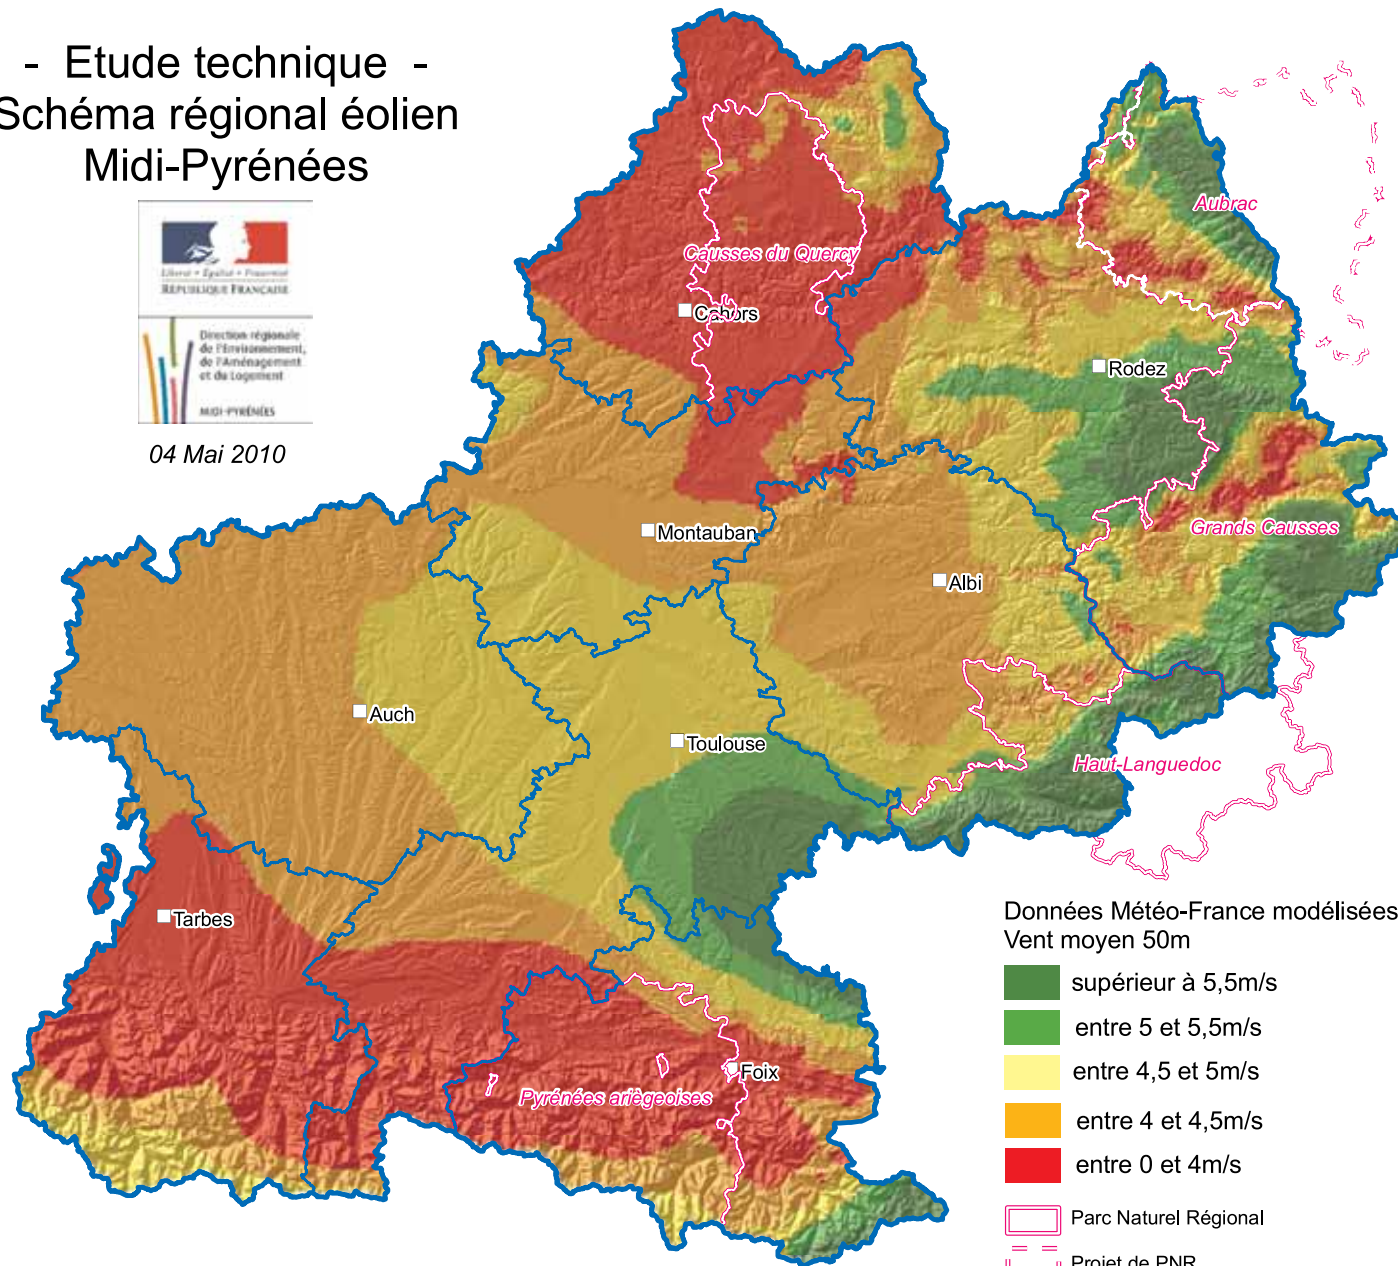 - Etude technique -
Schéma régional éolien
Midi-Pyrénées
Liberté • Égalité • Fraternité
RÉPUBLIQUE FRANÇAISE
Direction régionale
de l'Environnement,
de l'Aménagement
et du Logement
MIDI-PYRÉNÉES
04 Mai 2010
Aubrac
Causses du Quercy
Cahors
Rodez
Grands Causses
Montauban
Albi
Auch
Toulouse
Haut-Languedoc
Tarbes
Foix
Pyrénées ariègeoises
Données Météo-France modélisées
Vent moyen 50m
supérieur à 5,5m/s
entre 5 et 5,5m/s
entre 4,5 et 5m/s
entre 4 et 4,5m/s
entre 0 et 4m/s
Parc Naturel Régional
Projet de PNR